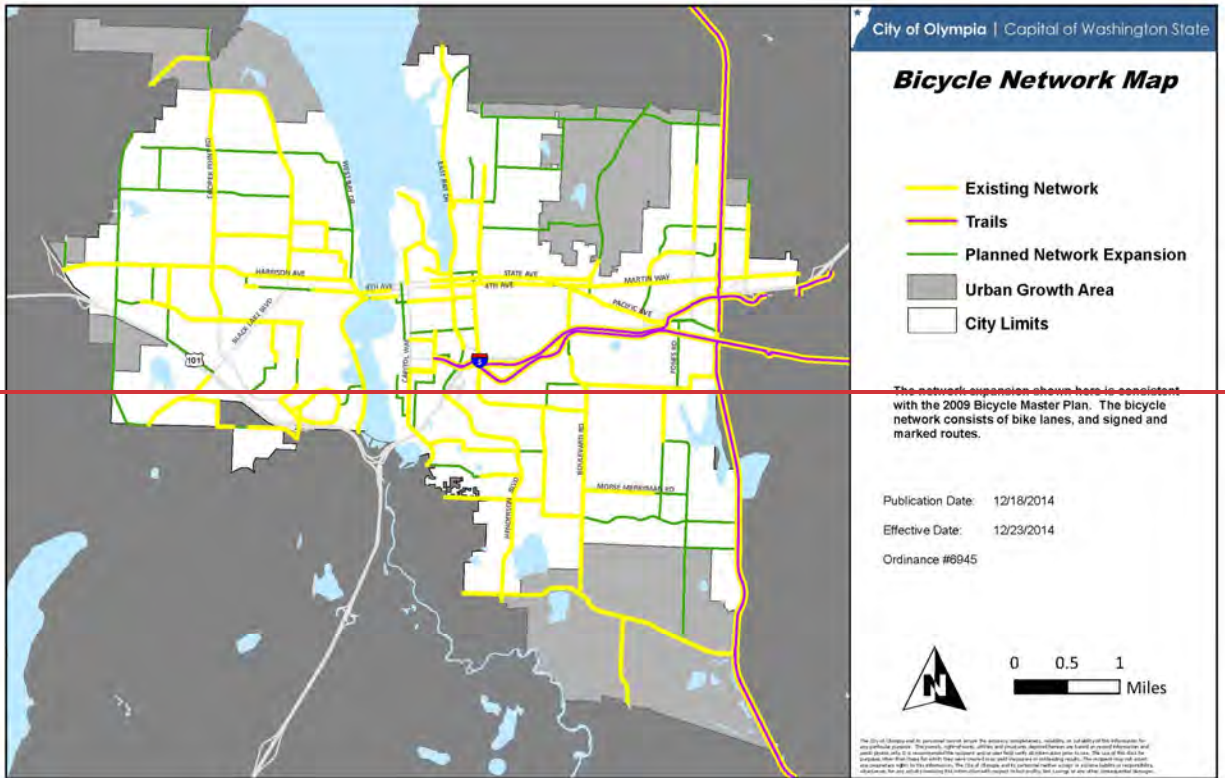 City of Olympia | Capital of Washington State
Bicycle Network Map
Existing Network
Trails
Planned Network Expansion
Urban Growth Area
City Limits
The network expansion shown here is consistent
with the 2009 Bicycle Master Plan. The bicycle
network consists of bike lanes, and signed and
marked routes.
Publication Date: 12/18/2014
Effective Date: 12/23/2014
Ordinance #6945
N
0 0.5 1
Miles
COOPER POINT RD
WEST BAY DR
EAST BAY DR
HARRISON AVE
4TH AVE
STATE AVE
4TH AVE
MARTIN WAY
PACIFIC AVE
BLACK LAKE BLVD
101
CAPITOL WAY
5
FONES RD
BOULEVARD RD
HENDERSON BLVD
MORSE MERRYMAN RD